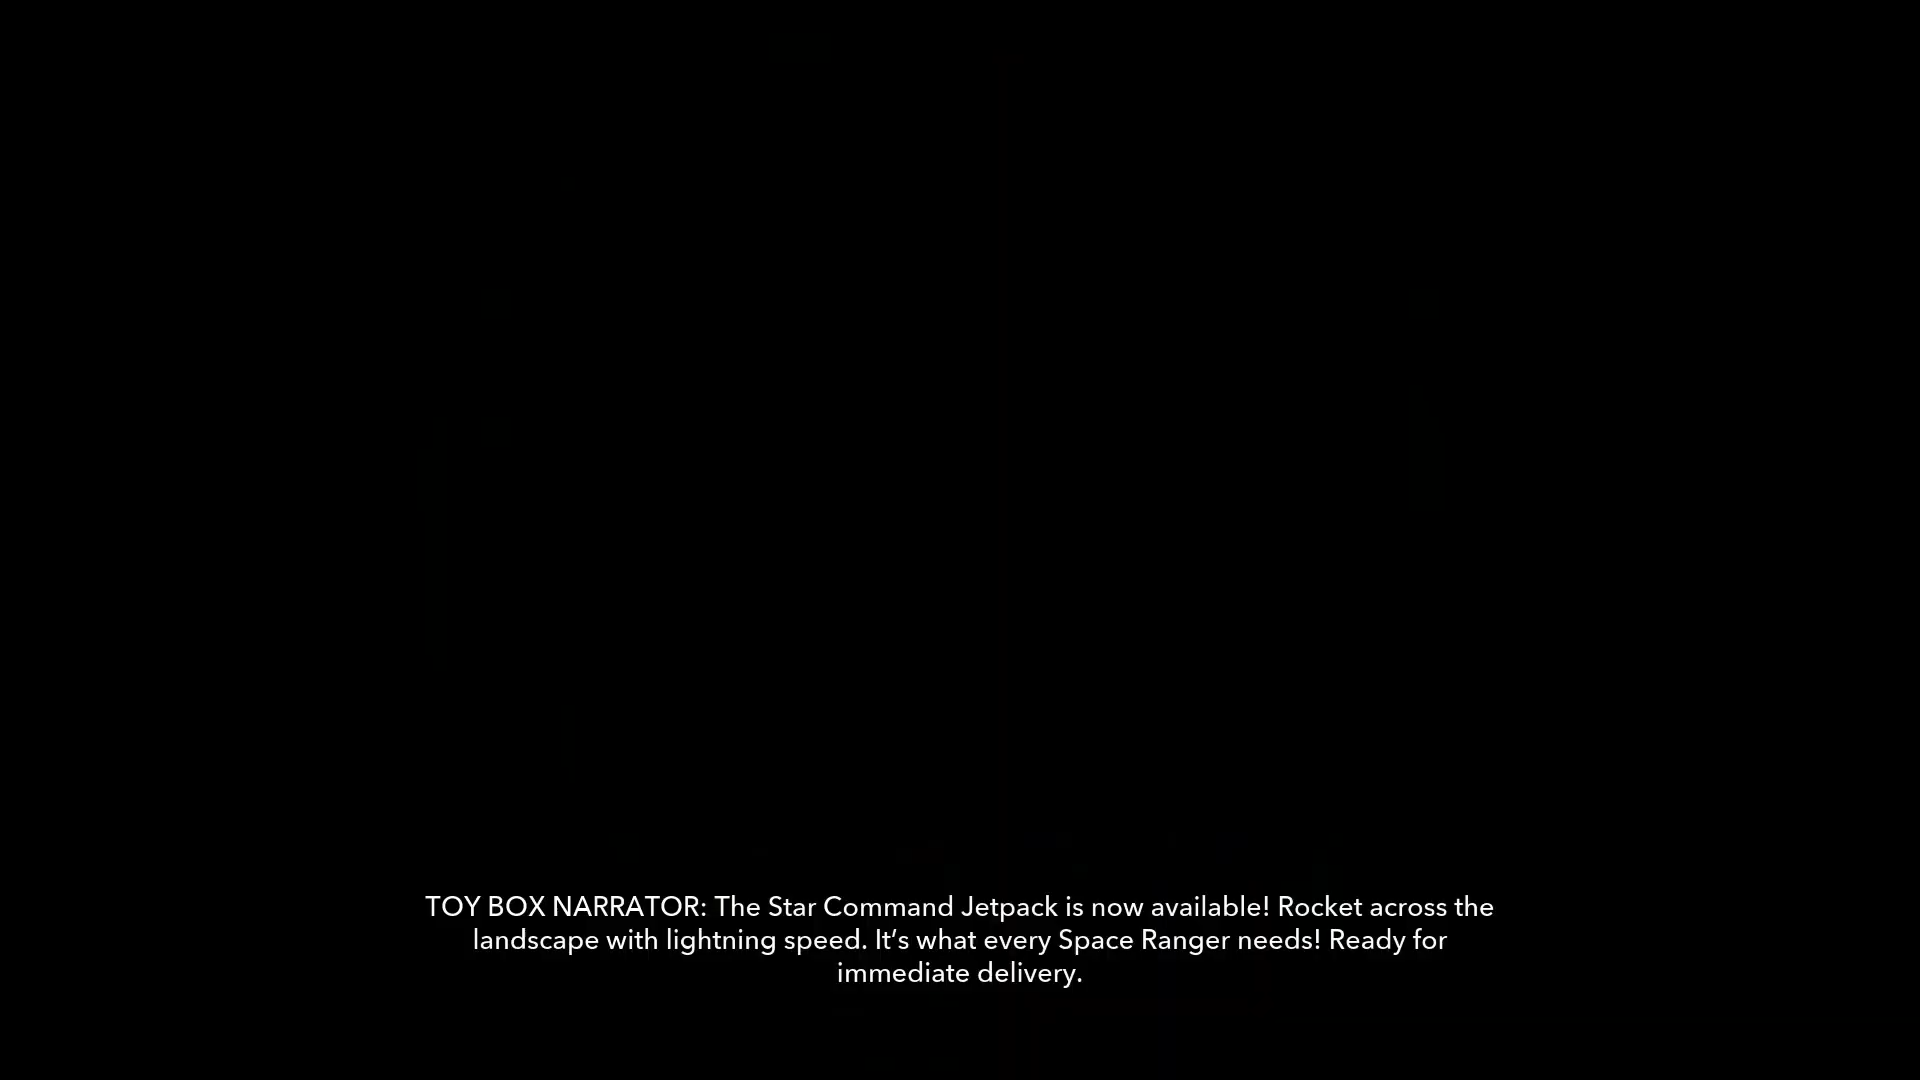 TOY BOX NARRATOR: The Star Command Jetpack is now available! Rocket across the
landscape with lightning speed. It’s what every Space Ranger needs! Ready for
immediate delivery.